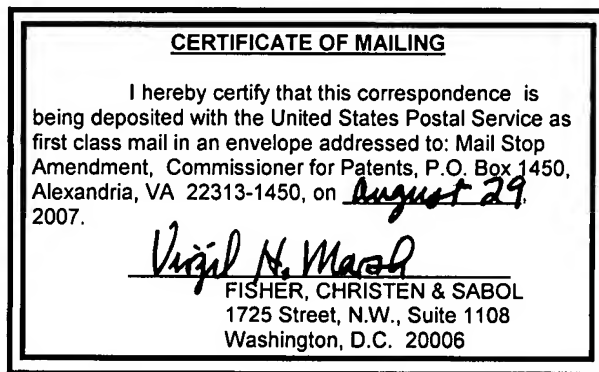 CERTIFICATE OF MAILING
I hereby certify that this correspondence is
being deposited with the United States Postal Service as
first class mail in an envelope addressed to: Mail Stop
Amendment, Commissioner for Patents, P.O. Box 1450,
Alexandria, VA 22313-1450, on August 29,
2007.
Virgil H. Marsh
FISHER, CHRISTEN & SABOL
1725 Street, N.W., Suite 1108
Washington, D.C. 20006